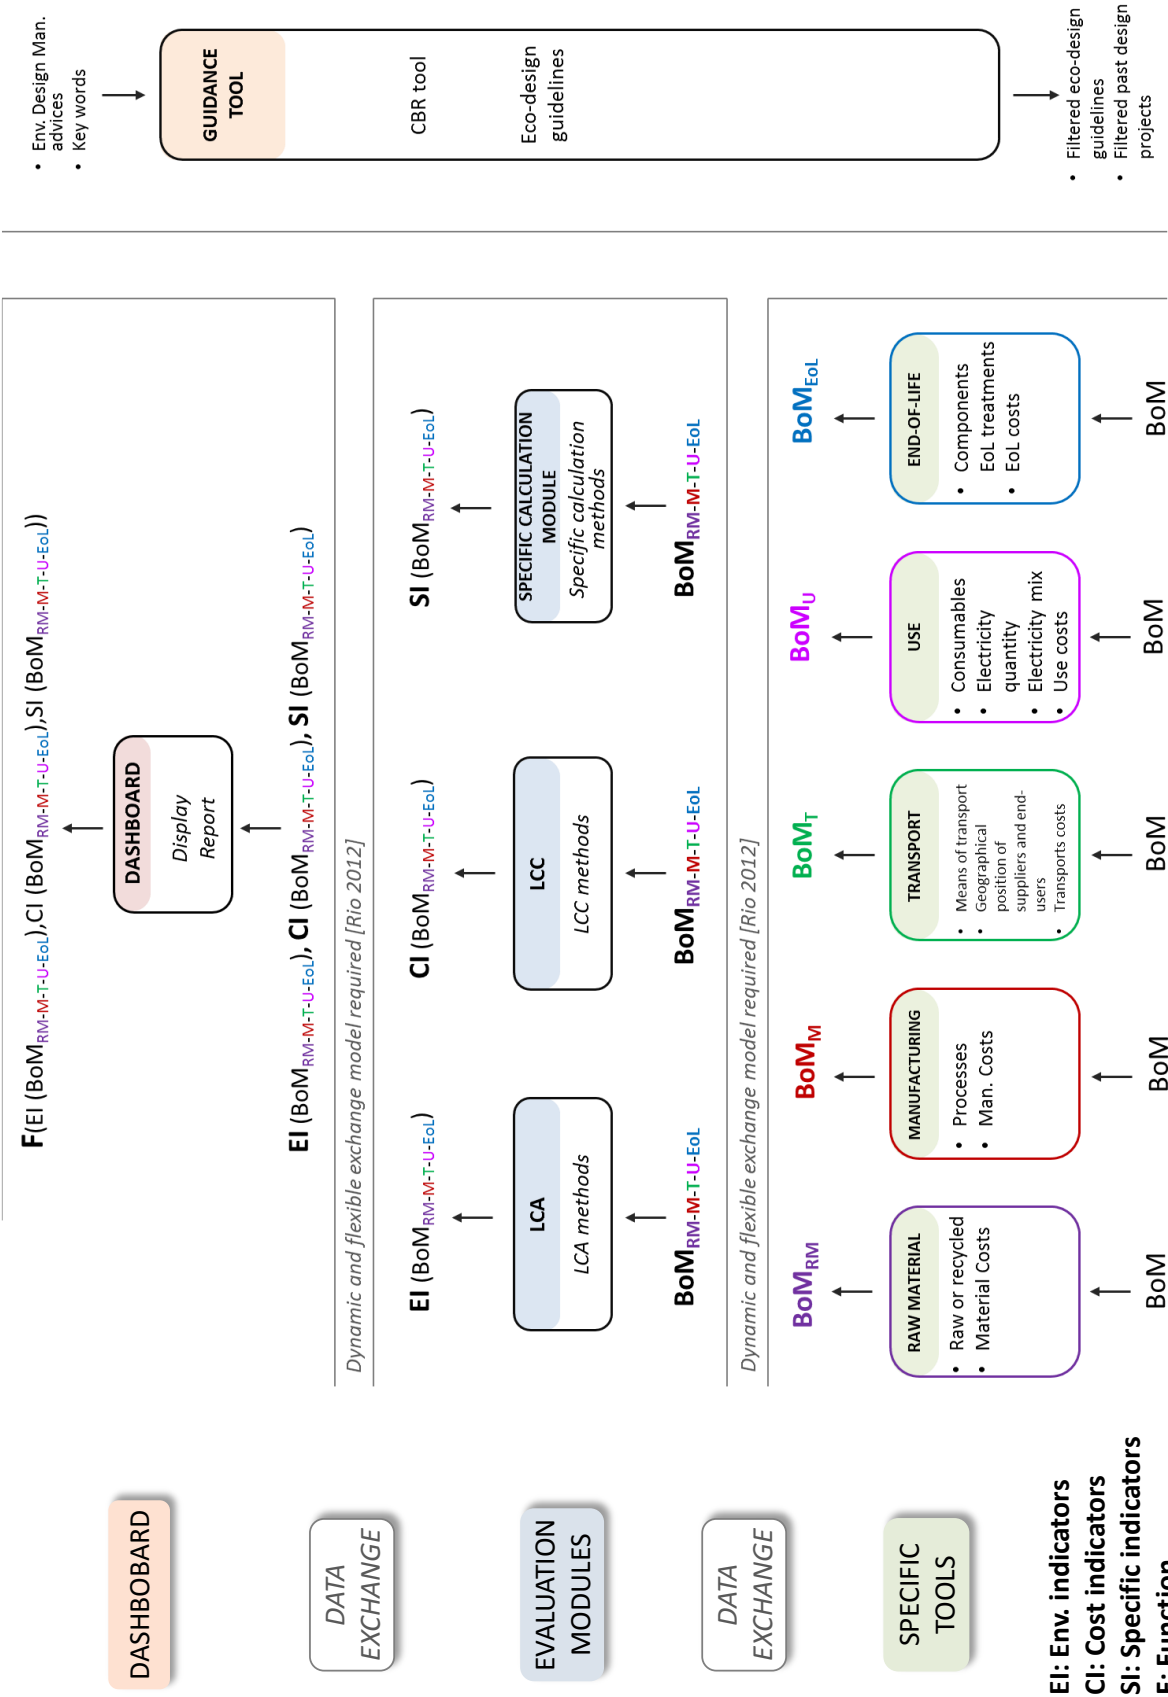 DASHBOBARD
F(EI (BoMRM-M-T-U-EoL),CI (BoMRM-M-T-U-EoL),SI (BoMRM-M-T-U-EoL))
DASHBOARD
Display
Report
EI (BoMRM-M-T-U-EoL), CI (BoMRM-M-T-U-EoL), SI (BoMRM-M-T-U-EoL)
DATA
EXCHANGE
Dynamic and flexible exchange model required [Rio 2012]
EVALUATION
MODULES
EI (BoMRM-M-T-U-EoL)
LCA
LCA methods
BoMRM-M-T-U-EoL
CI (BoMRM-M-T-U-EoL)
LCC
LCC methods
BoMRM-M-T-U-EoL
SI (BoMRM-M-T-U-EoL)
SPECIFIC CALCULATION
MODULE
Specific calculation
methods
BoMRM-M-T-U-EoL
DATA
EXCHANGE
Dynamic and flexible exchange model required [Rio 2012]
SPECIFIC
TOOLS
BoMRM
RAW MATERIAL
• Raw or recycled
• Material Costs
BoM
BoMM
MANUFACTURING
• Processes
• Man. Costs
BoM
BoMT
TRANSPORT
• Means of transport
• Geographical
position of
suppliers and end-
users
• Transports costs
BoM
BoMU
USE
• Consumables
• Electricity
quantity
• Electricity mix
• Use costs
BoM
BoMEoL
END-OF-LIFE
• Components
EoL treatments
• EoL costs
BoM
• Env. Design Man.
advices
• Key words
GUIDANCE
TOOL
CBR tool
Eco-design
guidelines
• Filtered eco-design
guidelines
• Filtered past design
projects
EI: Env. indicators
CI: Cost indicators
SI: Specific indicators
F: Function